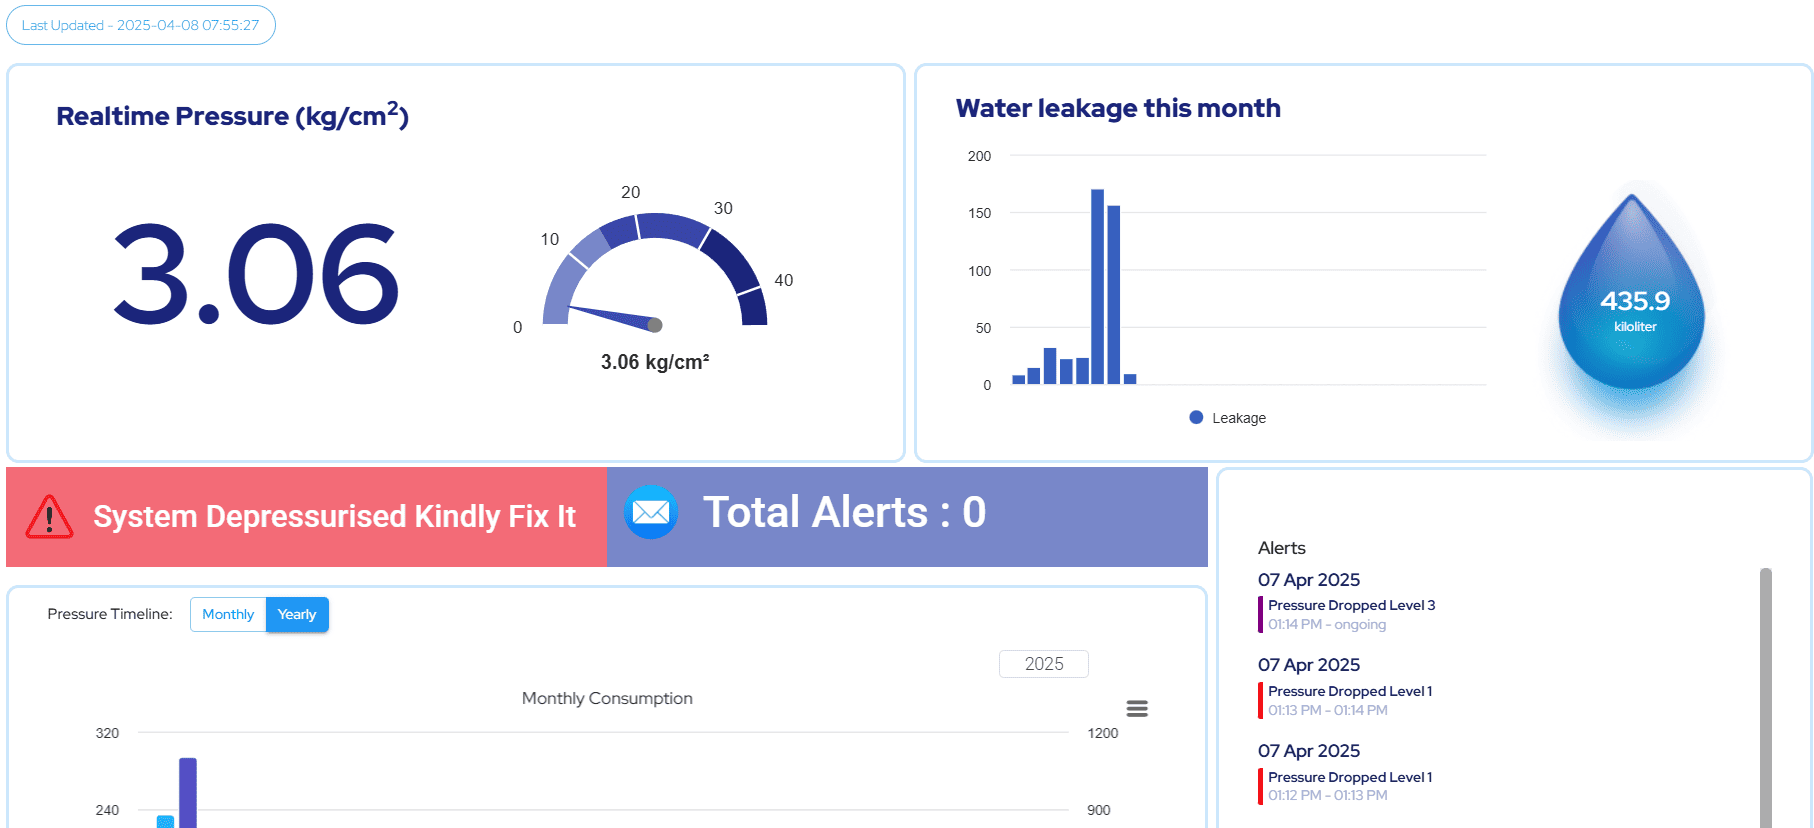 Last Updated - 2025-04-08 07:55:27
Realtime Pressure (kg/cm²)
3.06
0
10
20
30
40
3.06 kg/cm²
Water leakage this month
200
150
100
50
0
Leakage
435.9
kiloliter
System Depressurised Kindly Fix It
Total Alerts : 0
Pressure Timeline:
Monthly
Yearly
2025
Monthly Consumption
320
1200
240
900
Alerts
07 Apr 2025
Pressure Dropped Level 3
01:14 PM - ongoing
07 Apr 2025
Pressure Dropped Level 1
01:13 PM - 01:14 PM
07 Apr 2025
Pressure Dropped Level 1
01:12 PM - 01:13 PM